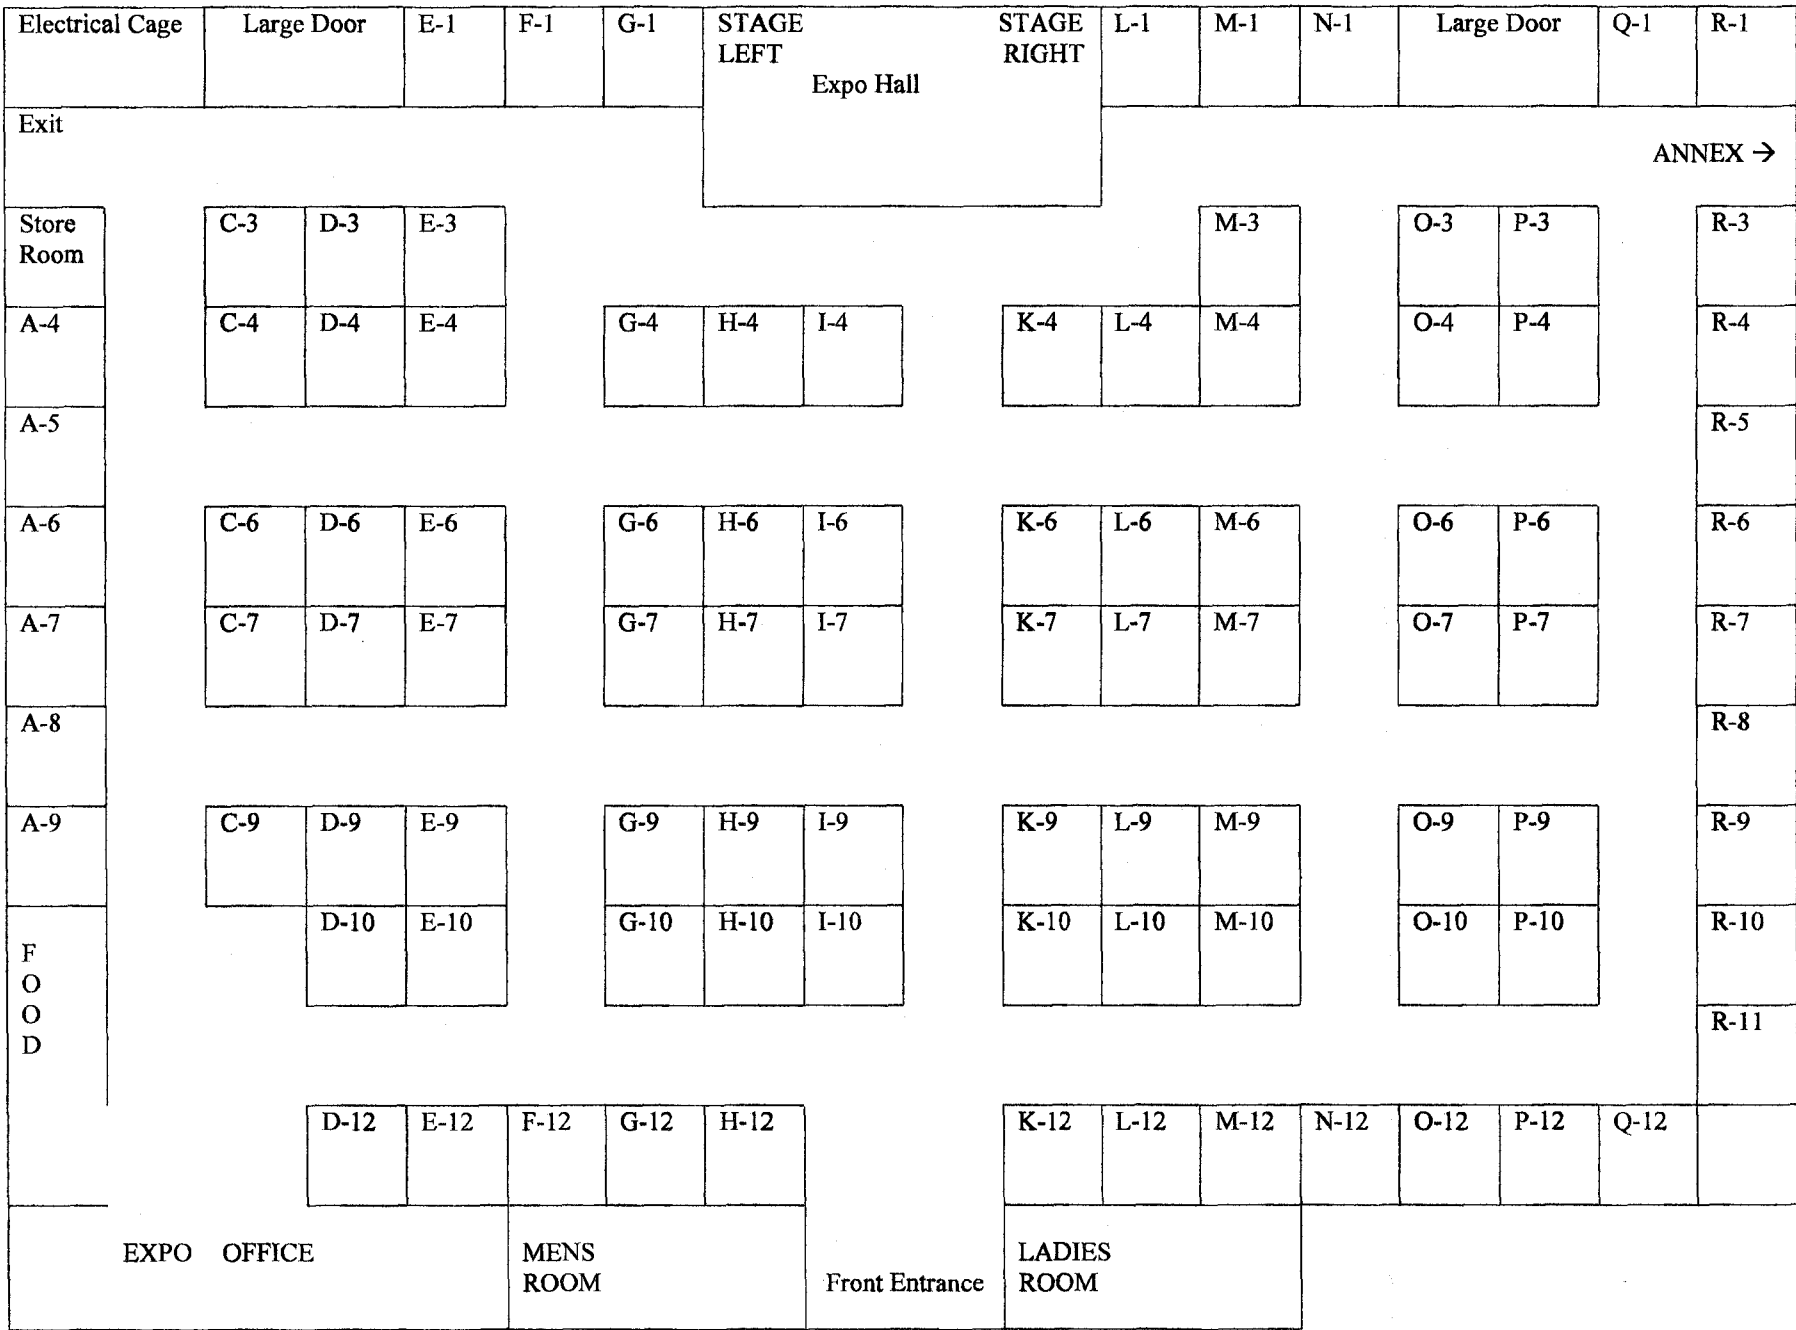 Electrical Cage Large Door E-1 F-1 G-1 STAGE STAGE L-1 M-1 N-1 Large Door Q-1 R-1
LEFT RIGHT
Expo Hall
Exit
ANNEX →
Store C-3 D-3 E-3 M-3 O-3 P-3 R-3
Room
A-4 C-4 D-4 E-4 G-4 H-4 I-4 K-4 L-4 M-4 O-4 P-4 R-4
A-5 R-5
A-6 C-6 D-6 E-6 G-6 H-6 I-6 K-6 L-6 M-6 O-6 P-6 R-6
A-7 C-7 D-7 E-7 G-7 H-7 I-7 K-7 L-7 M-7 O-7 P-7 R-7
A-8 R-8
A-9 C-9 D-9 E-9 G-9 H-9 I-9 K-9 L-9 M-9 O-9 P-9 R-9
D-10 E-10 G-10 H-10 I-10 K-10 L-10 M-10 O-10 P-10 R-10
F
O
O
D
R-11
D-12 E-12 F-12 G-12 H-12 K-12 L-12 M-12 N-12 O-12 P-12 Q-12
EXPO OFFICE MENS LADIES
ROOM Front Entrance ROOM